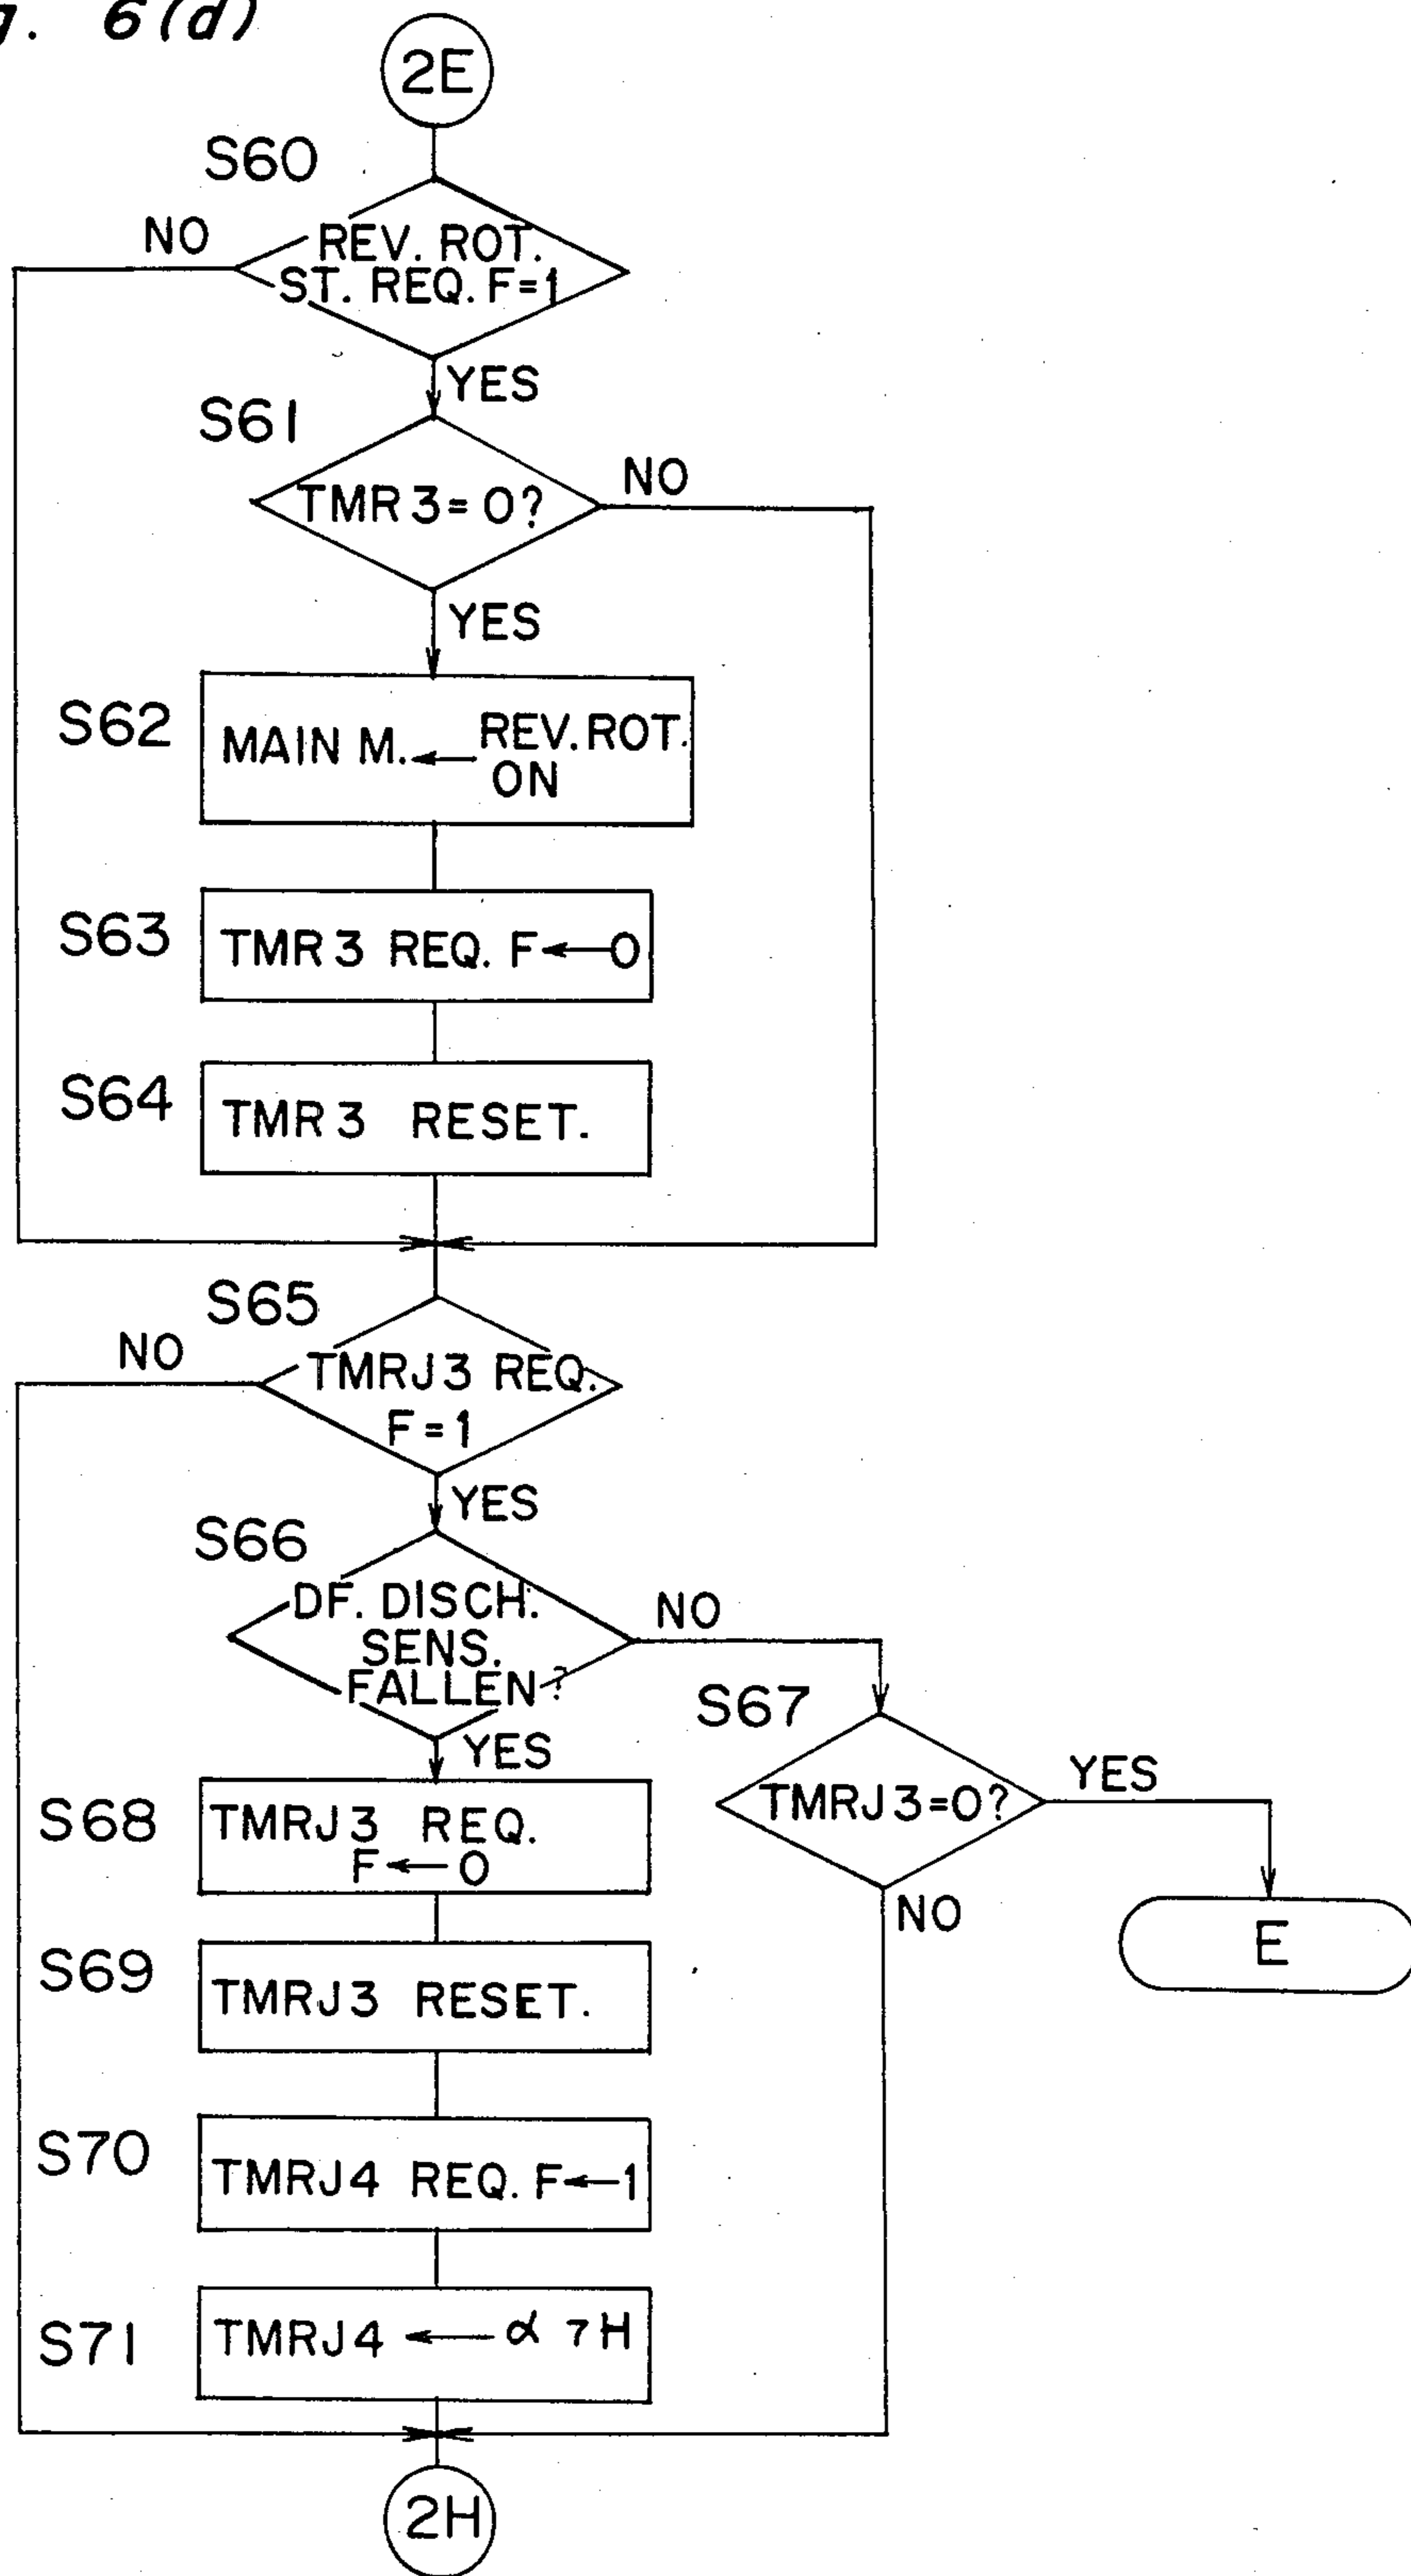 g. 6(d)
2E
S60
NO
REV. ROT.
ST. REQ. F=1
YES
S61
TMR3=0?
NO
YES
S62
MAIN M.← REV. ROT.
ON
S63
TMR3 REQ. F←0
S64
TMR3 RESET.
S65
NO
TMRJ3 REQ.
F=1
YES
S66
DF. DISCH.
SENS.
FALLEN?
NO
YES
S67
TMRJ3=0?
YES
NO
E
S68
TMRJ3 REQ.
F←0
S69
TMRJ3 RESET.
S70
TMRJ4 REQ. F←1
S71
TMRJ4 ← α 7H
2H